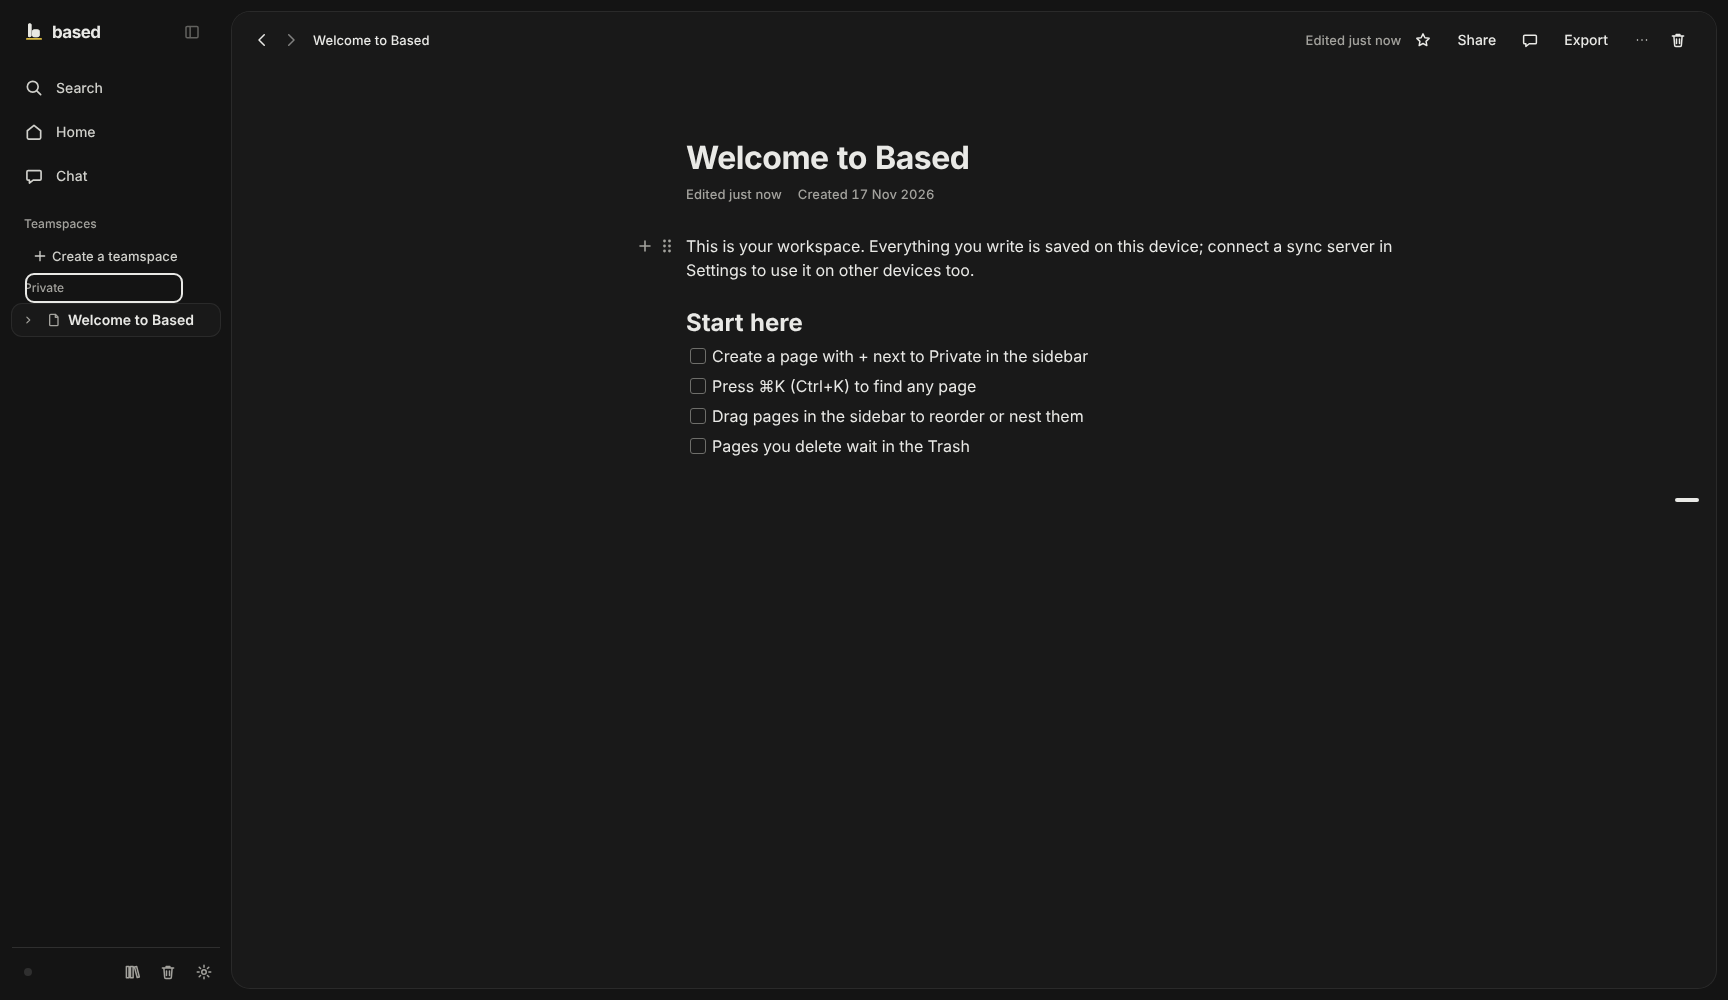 based
Search
Home
Chat
Teamspaces
Create a teamspace
Private
Welcome to Based
Welcome to Based
Edited just now
Share
Export
Welcome to Based
Edited just now Created 17 Nov 2026
This is your workspace. Everything you write is saved on this device; connect a sync server in
Settings to use it on other devices too.
Start here
Create a page with + next to Private in the sidebar
Press ⌘K (Ctrl+K) to find any page
Drag pages in the sidebar to reorder or nest them
Pages you delete wait in the Trash